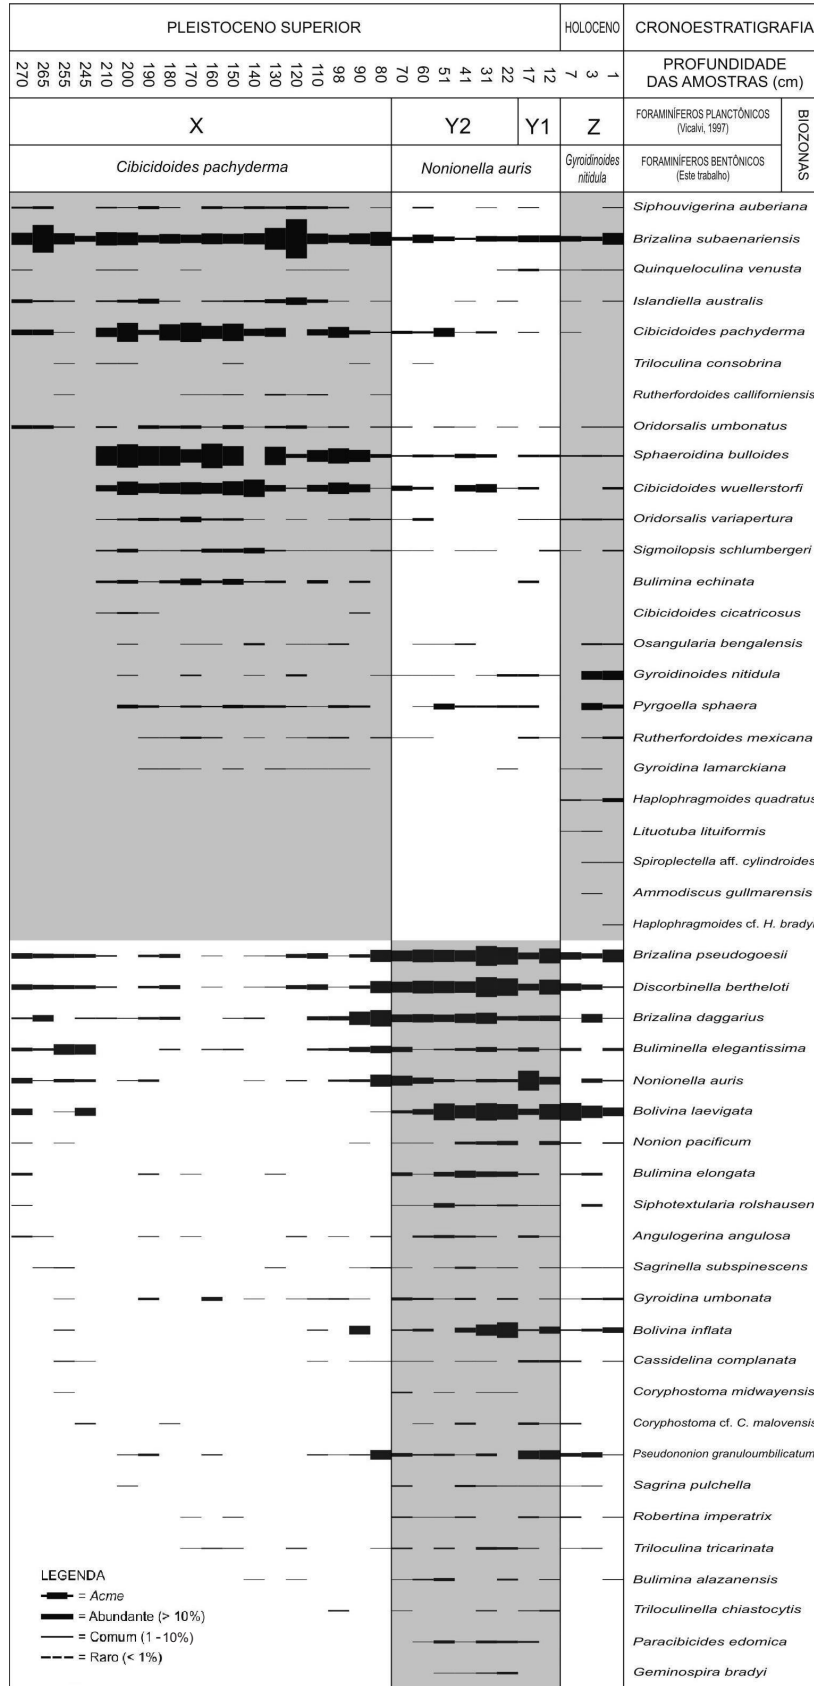 PLEISTOCENO SUPERIOR
HOLOCENO
CRONOESTRATIGRAFIA
270 265 255 245 210 200 190 180 170 160 150 140 130 120 110 98 90 80 70 60 51 41 31 22 17 12 7 3 1
PROFUNDIDADE
DAS AMOSTRAS (cm)
X
Y2
Y1
Z
FORAMINÍFEROS PLANCTÔNICOS
(Vicalvi, 1997)
BIOZONAS
Cibicidoides pachyderma
Nonionella auris
Gyroidinoides
nitidula
FORAMINÍFEROS BENTÔNICOS
(Este trabalho)
Siphouvigerina auberiana
Brizalina subaenariensis
Quinqueloculina venusta
Islandiella australis
Cibicidoides pachyderma
Triloculina consobrina
Rutherfordoides calliforniensis
Oridorsalis umbonatus
Sphaeroidina bulloides
Cibicidoides wuellerstorfi
Oridorsalis variapertura
Sigmoilopsis schlumbergeri
Bulimina echinata
Cibicidoides cicatricosus
Osangularia bengalensis
Gyroidinoides nitidula
Pyrgoella sphaera
Rutherfordoides mexicana
Gyroidina lamarckiana
Haplophragmoides quadratus
Lituotuba lituiformis
Spiroplectella aff. cylindroides
Ammodiscus gullmarensis
Haplophragmoides cf. H. bradyi
Brizalina pseudogoesii
Discorbinella bertheloti
Brizalina daggarius
Buliminella elegantissima
Nonionella auris
Bolivina laevigata
Nonion pacificum
Bulimina elongata
Siphotextularia rolshausen
Angulogerina angulosa
Sagrinella subspinescens
Gyroidina umbonata
Bolivina inflata
Cassidelina complanata
Coryphostoma midwayensis
Coryphostoma cf. C. malovensis
Pseudononion granuloumbilicatum
Sagrina pulchella
Robertina imperatrix
Triloculina tricarinata
Bulimina alazanensis
Triloculinella chiastocytis
Paracibicides edomica
Geminospira bradyi
LEGENDA
= Acme
= Abundante (> 10%)
= Comum (1 - 10%)
= Raro (< 1%)